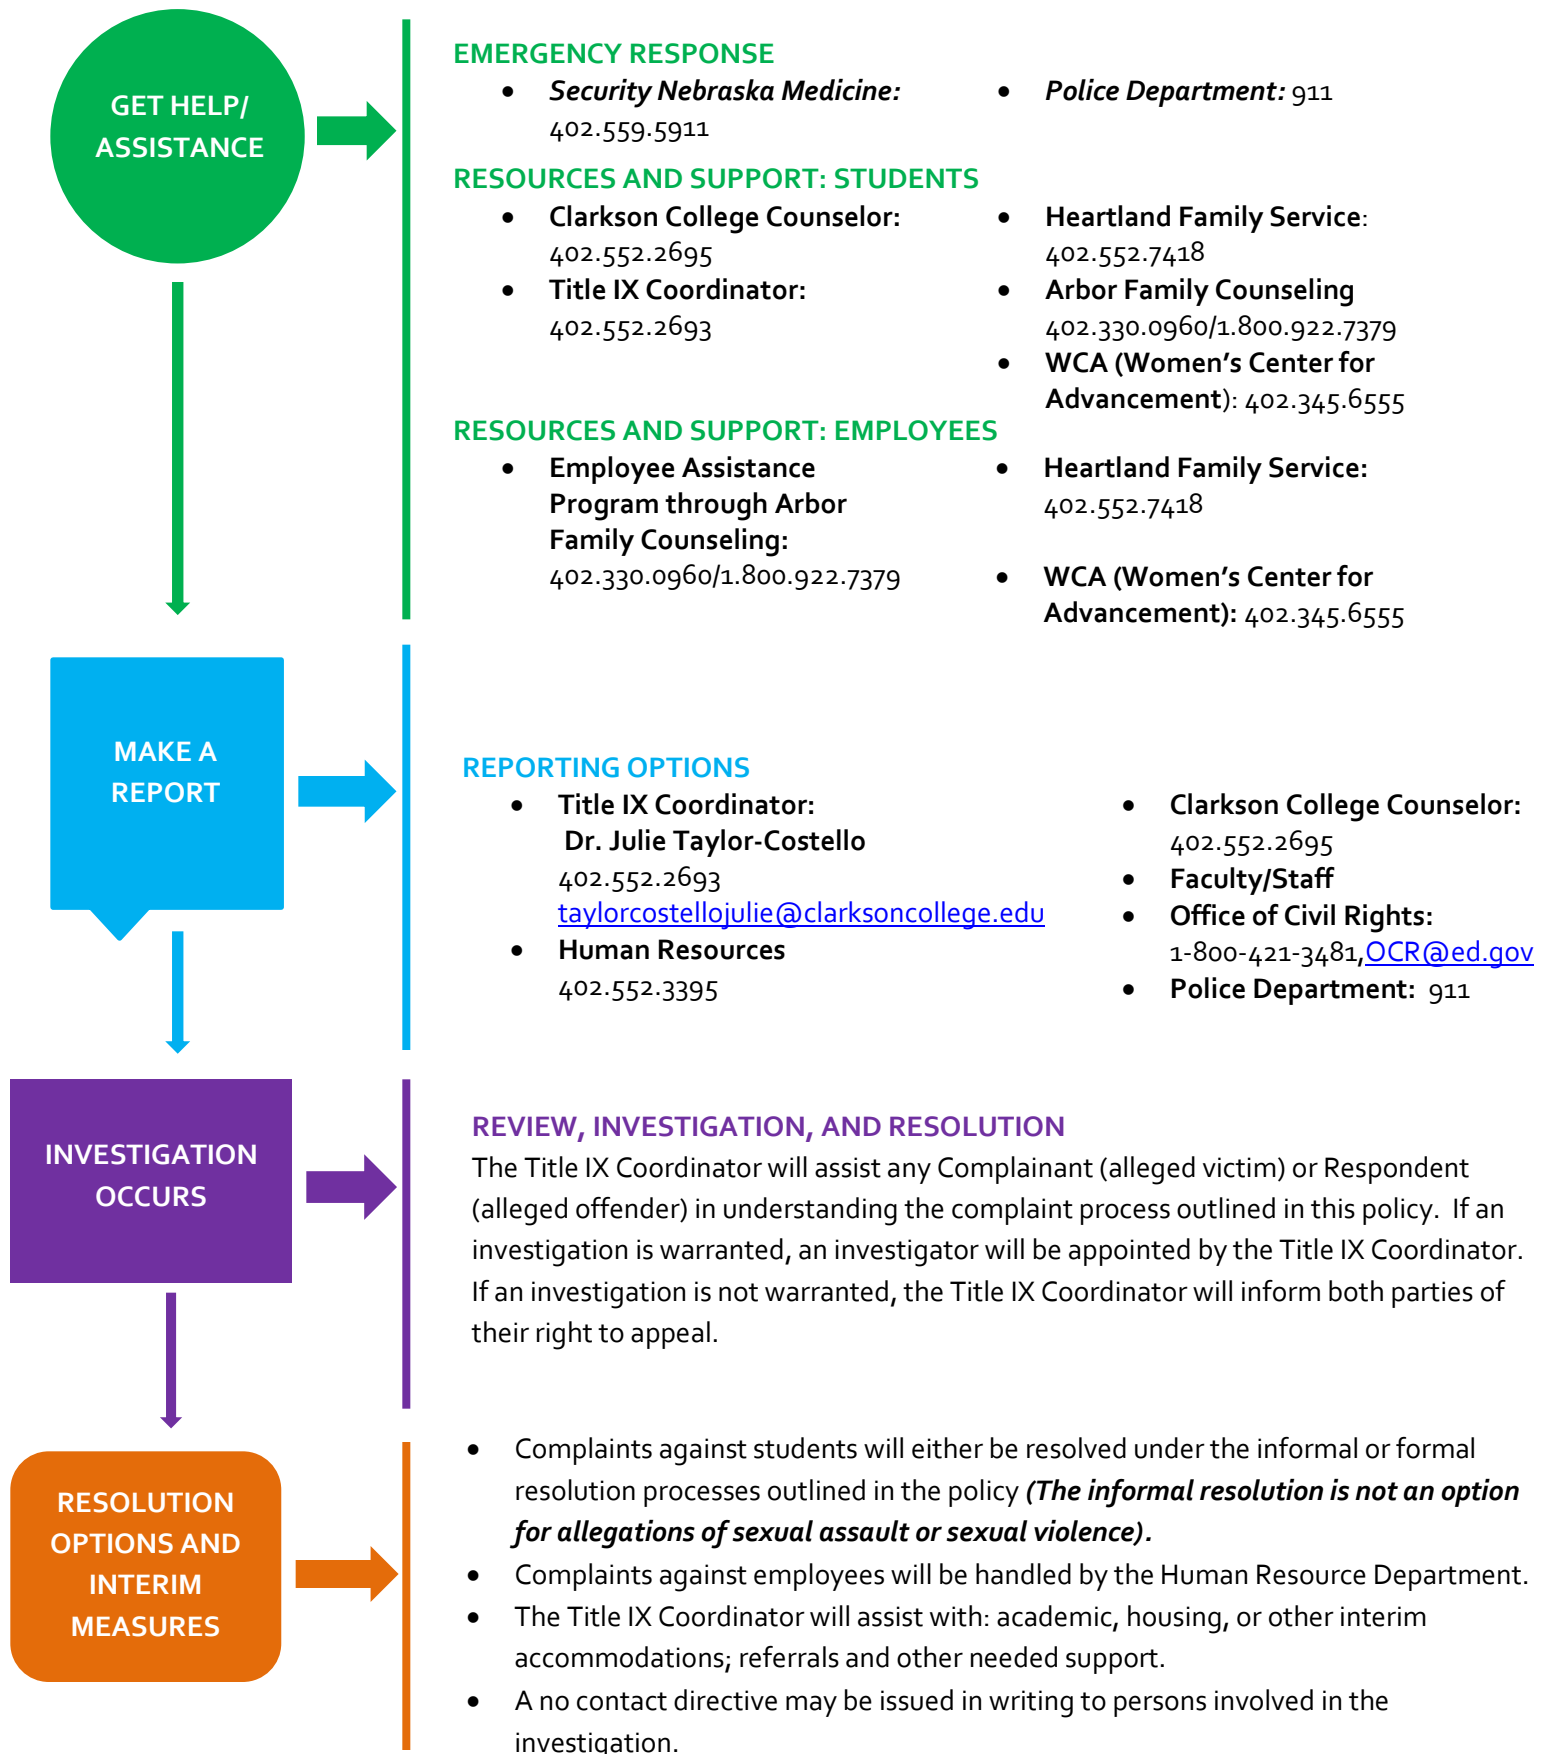 GET HELP/
ASSISTANCE
EMERGENCY RESPONSE
• Security Nebraska Medicine:
402.559.5911
• Police Department: 911
RESOURCES AND SUPPORT: STUDENTS
• Clarkson College Counselor:
402.552.2695
• Title IX Coordinator:
402.552.2693
• Heartland Family Service:
402.552.7418
• Arbor Family Counseling
402.330.0960/1.800.922.7379
• WCA (Women's Center for
Advancement): 402.345.6555
RESOURCES AND SUPPORT: EMPLOYEES
• Employee Assistance
Program through Arbor
Family Counseling:
402.330.0960/1.800.922.7379
• Heartland Family Service:
402.552.7418
• WCA (Women's Center for
Advancement): 402.345.6555
MAKE A
REPORT
REPORTING OPTIONS
• Title IX Coordinator:
Dr. Julie Taylor-Costello
402.552.2693
taylorcostellojulie@clarksoncollege.edu
• Human Resources
402.552.3395
• Clarkson College Counselor:
402.552.2695
• Faculty/Staff
• Office of Civil Rights:
1-800-421-3481,OCR@ed.gov
• Police Department: 911
INVESTIGATION
OCCURS
REVIEW, INVESTIGATION, AND RESOLUTION
The Title IX Coordinator will assist any Complainant (alleged victim) or Respondent
(alleged offender) in understanding the complaint process outlined in this policy. If an
investigation is warranted, an investigator will be appointed by the Title IX Coordinator.
If an investigation is not warranted, the Title IX Coordinator will inform both parties of
their right to appeal.
RESOLUTION
OPTIONS AND
INTERIM
MEASURES
• Complaints against students will either be resolved under the informal or formal
resolution processes outlined in the policy (The informal resolution is not an option
for allegations of sexual assault or sexual violence).
• Complaints against employees will be handled by the Human Resource Department.
• The Title IX Coordinator will assist with: academic, housing, or other interim
accommodations; referrals and other needed support.
• A no contact directive may be issued in writing to persons involved in the
investigation.